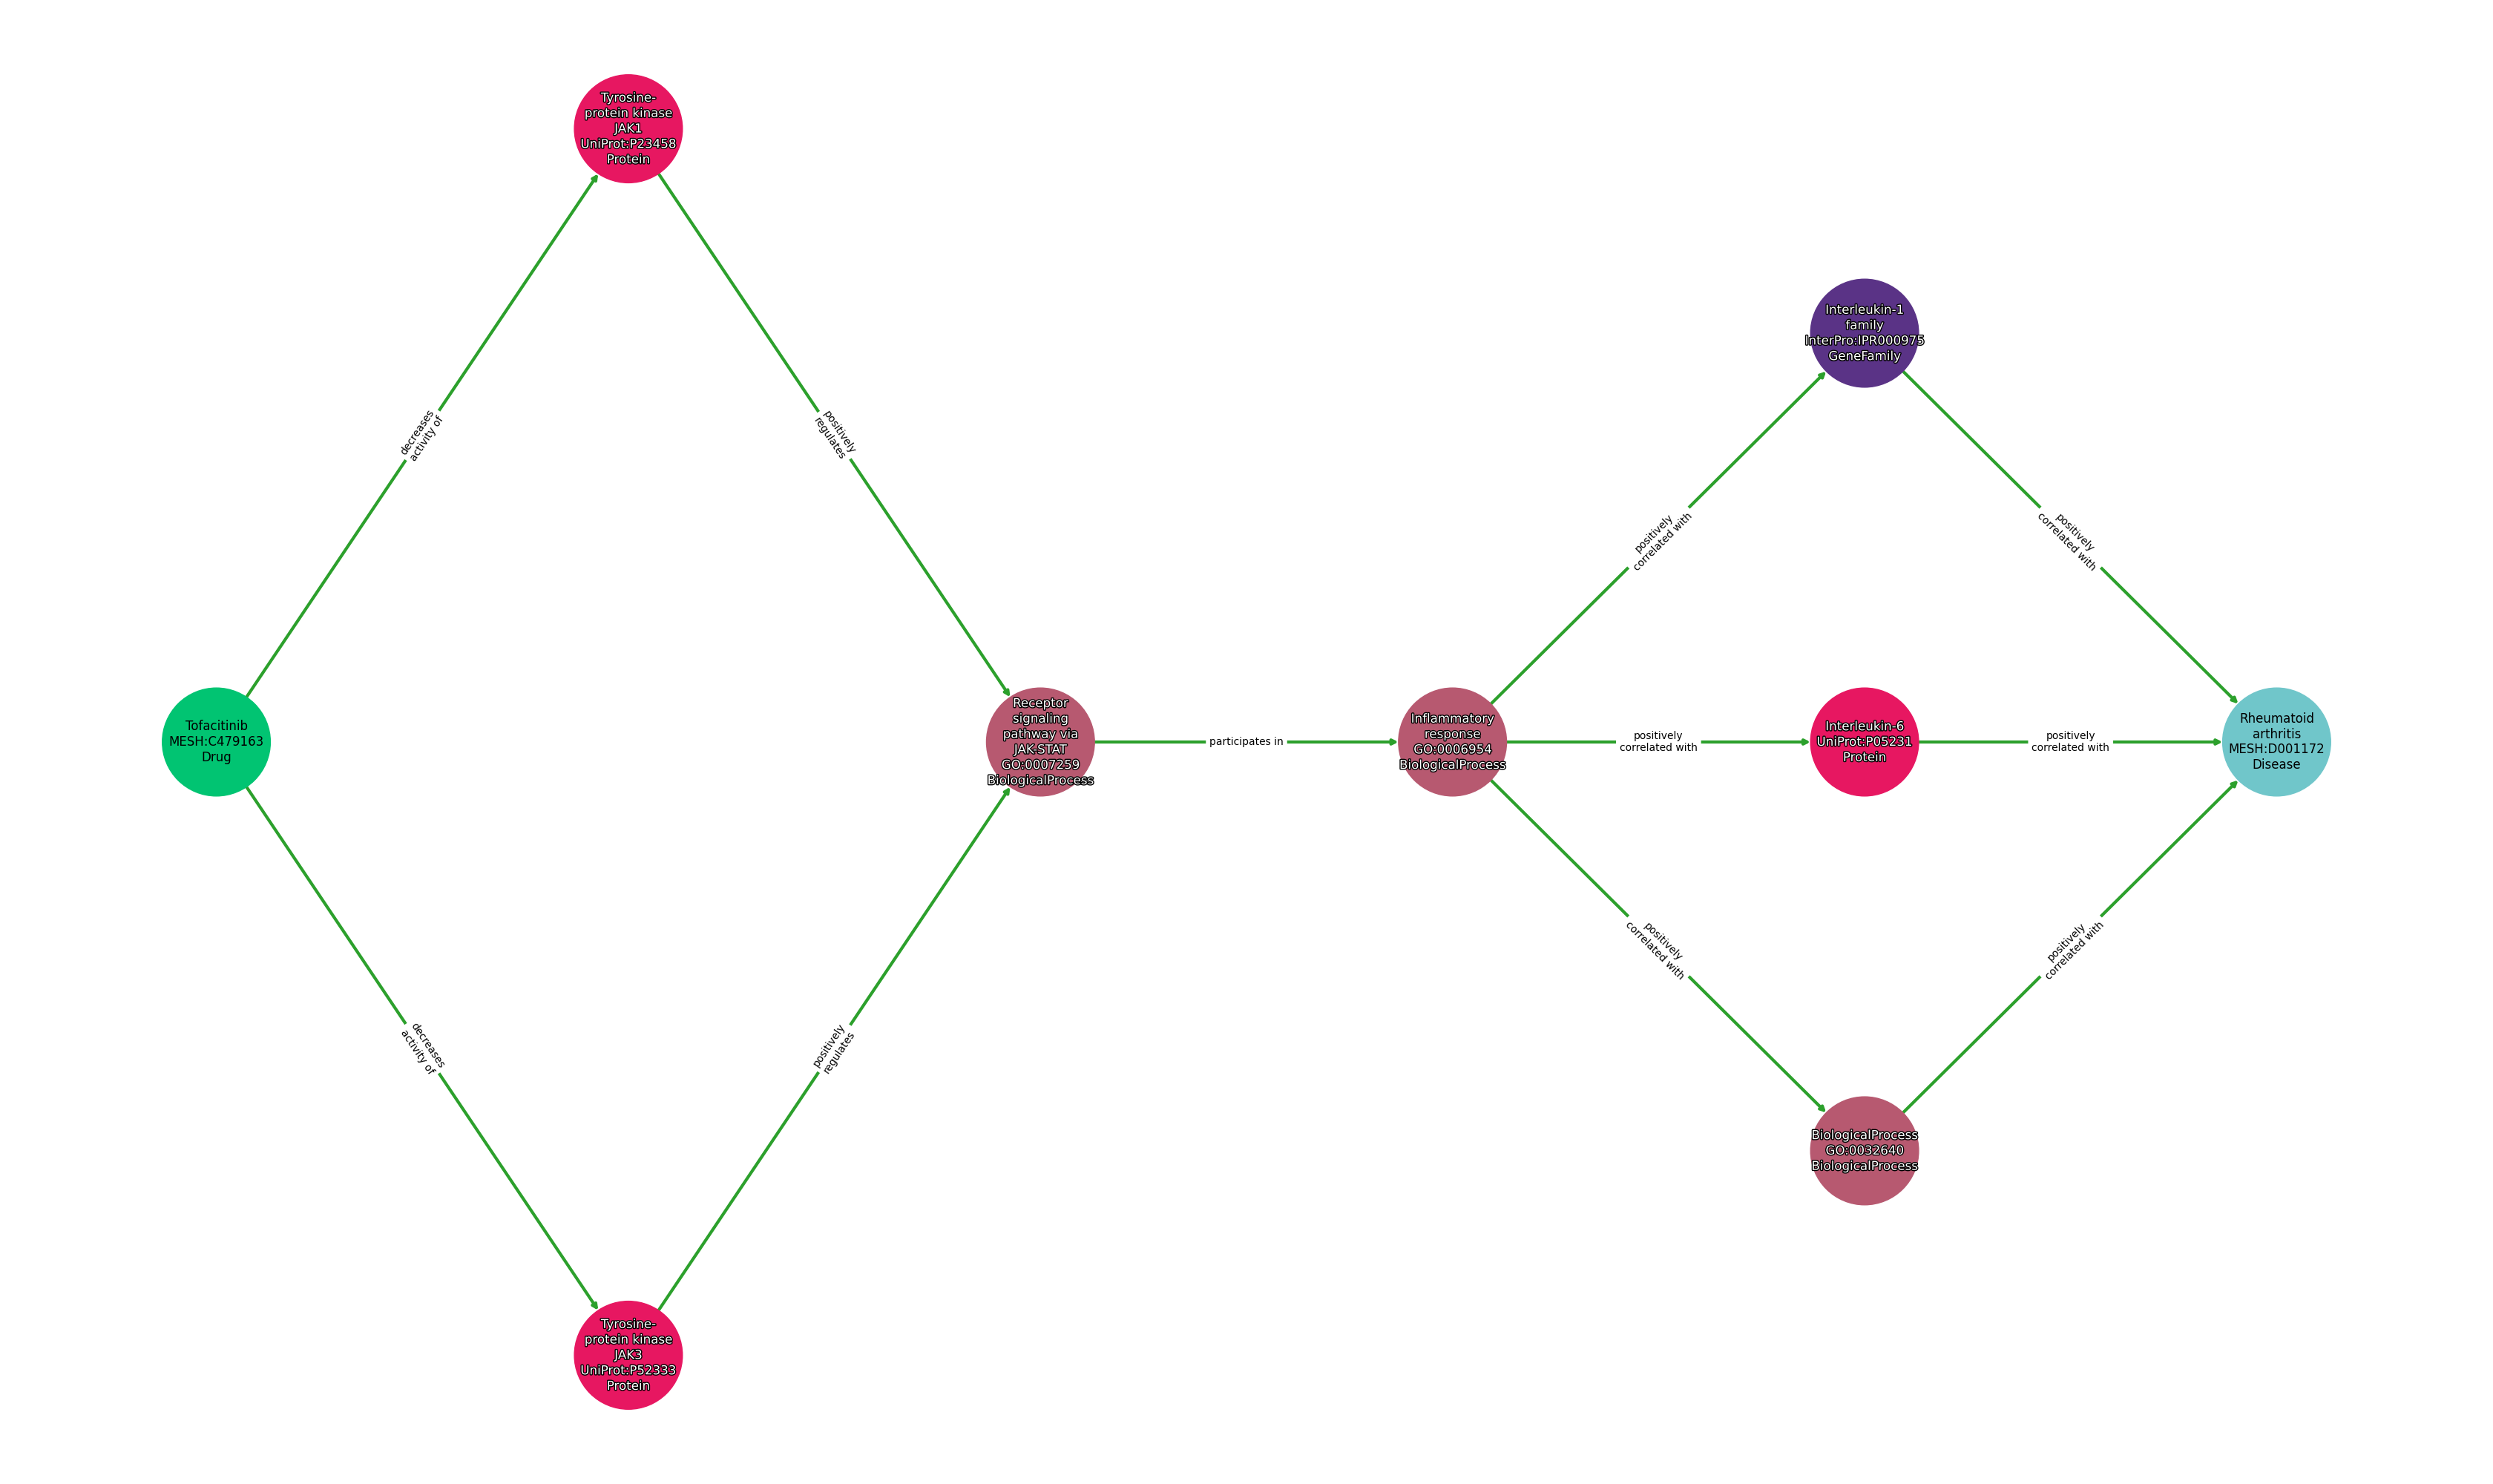 Tyrosine-
protein kinase
JAK1
UniProt:P23458
Protein
Interleukin-1
family
InterPro:IPR000975
GeneFamily
decreases
activity of
positively
regulates
positively
correlated with
positively
correlated with
Tofacitinib
MESH:C479163
Drug
Receptor
signaling
pathway via
JAK-STAT
GO:0007259
BiologicalProcess
participates in
Inflammatory
response
GO:0006954
BiologicalProcess
positively
correlated with
Interleukin-6
UniProt:P05231
Protein
positively
correlated with
Rheumatoid
arthritis
MESH:D001172
Disease
positively
correlated with
positively
correlated with
decreases
activity of
positively
regulates
BiologicalProcess
GO:0032640
BiologicalProcess
Tyrosine-
protein kinase
JAK3
UniProt:P52333
Protein